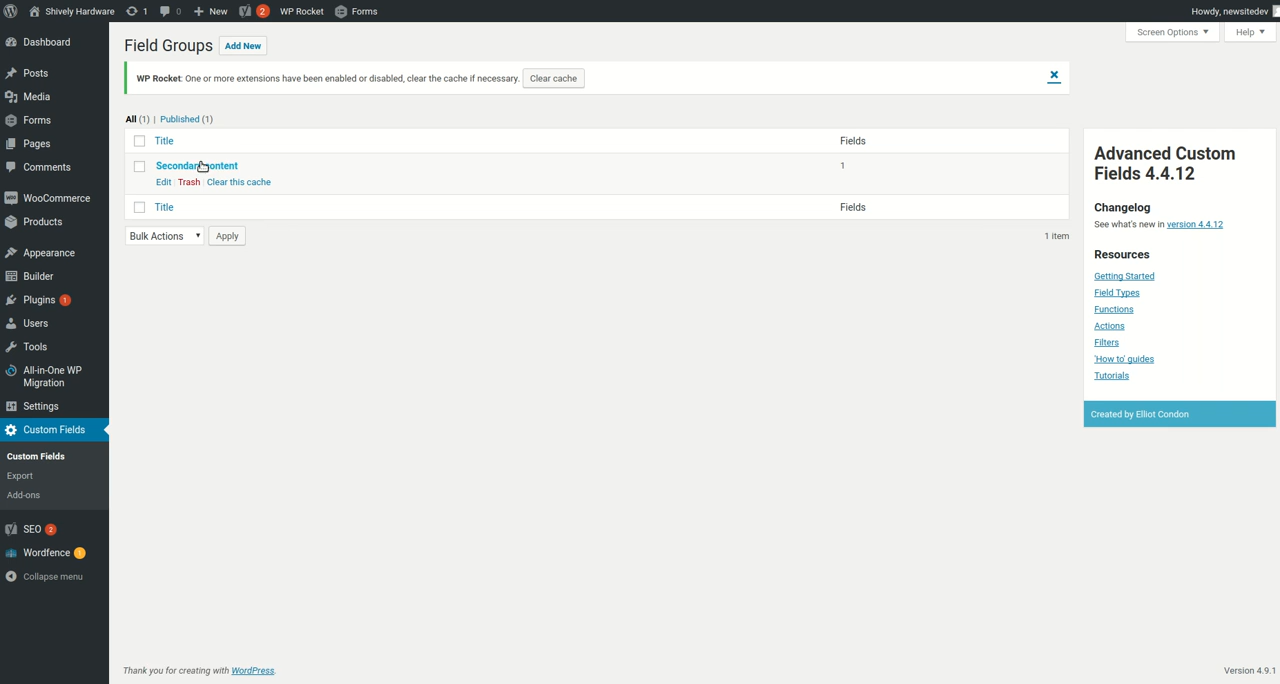 Shively Hardware 1 0 New 2 WP Rocket Forms Howdy, newsitedev
Screen Options Help
Dashboard
Posts
Media
Forms
Pages
Comments
WooCommerce
Products
Appearance
Builder
Plugins 1
Users
Tools
All-in-One WP
Migration
Settings
Custom Fields
Custom Fields
Export
Add-ons
SEO 2
Wordfence
Collapse menu
Field Groups Add New
WP Rocket: One or more extensions have been enabled or disabled, clear the cache if necessary. Clear cache
All (1) | Published (1)
Title Fields
1
Edit | Trash | Clear this cache
Title Fields
Bulk Actions Apply 1 item
Advanced Custom
Fields 4.4.12
Changelog
See what's new in version 4.4.12
Resources
Getting Started
Field Types
Functions
Actions
Filters
'How to' guides
Tutorials
Created by Elliot Condon
Thank you for creating with WordPress. Version 4.9.1